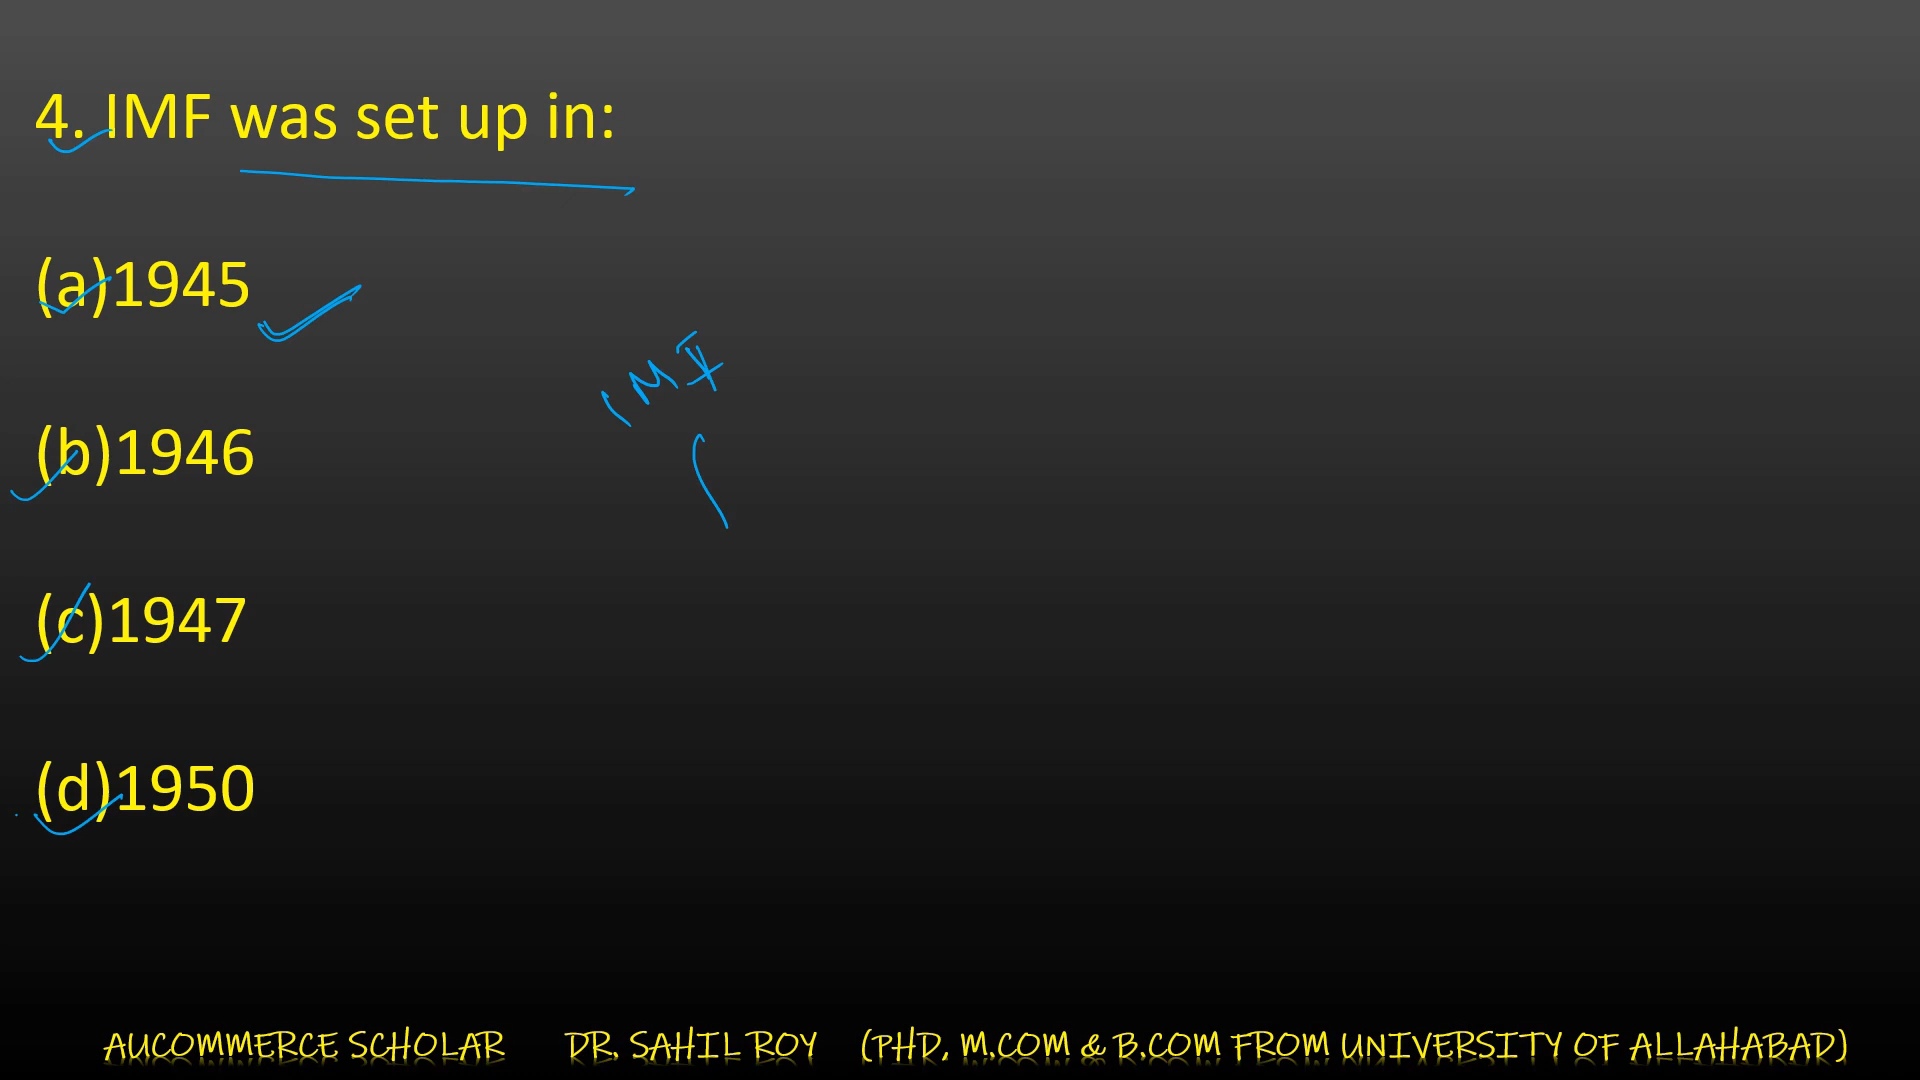 4. IMF was set up in:
(a)1945
(b)1946
IMF
(c)1947
(d)1950
AUCOMMERCE SCHOLAR DR. SAHIL ROY (PHD, M.COM & B.COM FROM UNIVERSITY OF ALLAHABAD)